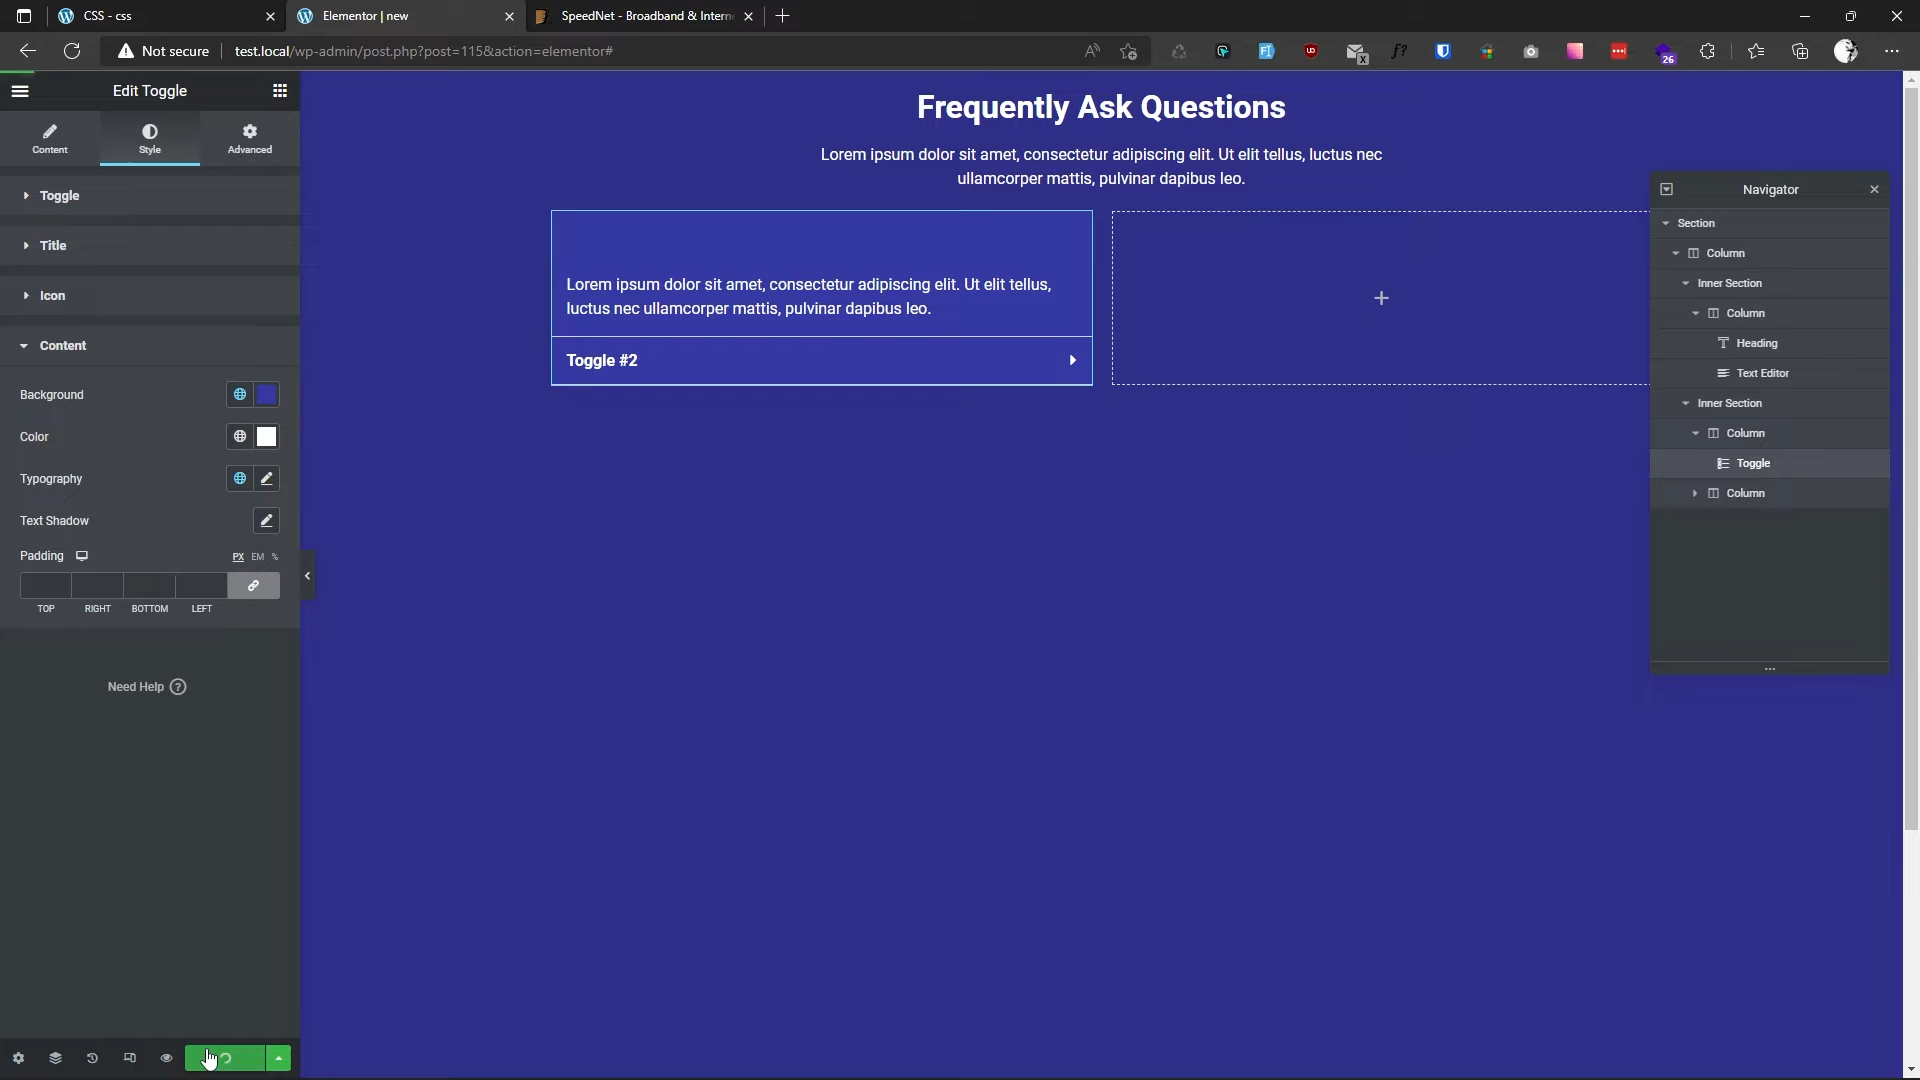 CSS - css
Elementor | new
SpeedNet - Broadband & Intern
Not secure
test.local/wp-admin/post.php?post=115&action=elementor#
26
Edit Toggle
Content
Style
Advanced
Toggle
Title
Icon
Content
Background
Color
Typography
Text Shadow
Padding
PX EM %
TOP RIGHT BOTTOM LEFT
Need Help
Frequently Ask Questions
Lorem ipsum dolor sit amet, consectetur adipiscing elit. Ut elit tellus, luctus nec
ullamcorper mattis, pulvinar dapibus leo.
Lorem ipsum dolor sit amet, consectetur adipiscing elit. Ut elit tellus,
luctus nec ullamcorper mattis, pulvinar dapibus leo.
Toggle #2
Navigator
Section
Column
Inner Section
Column
Heading
Text Editor
Inner Section
Column
Toggle
Column